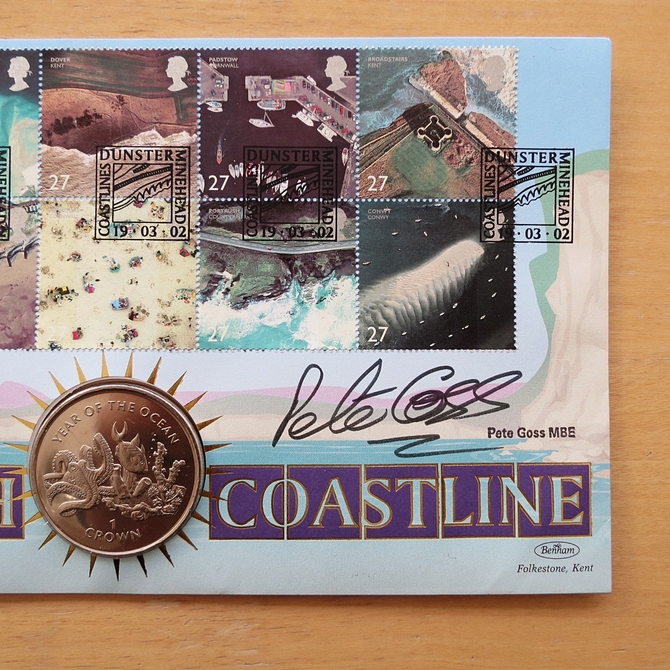 DOVER
KENT
27
PADSTOW
CORNWALL
27
BROADSTAIRS
KENT
27
DUNSTER
MINEHEAD
COASTLINES
19·03·02
DUNSTER
MINEHEAD
COASTLINES
19·03·02
DUNSTER
MINEHEAD
COASTLINES
19·03·02
MINEHEAD
27
PORTRUSH
27
CONWY
CONWY
27
Pete Goss
Pete Goss MBE
YEAR OF THE OCEAN
1
CROWN
H COASTLINE
Benham
Folkestone, Kent